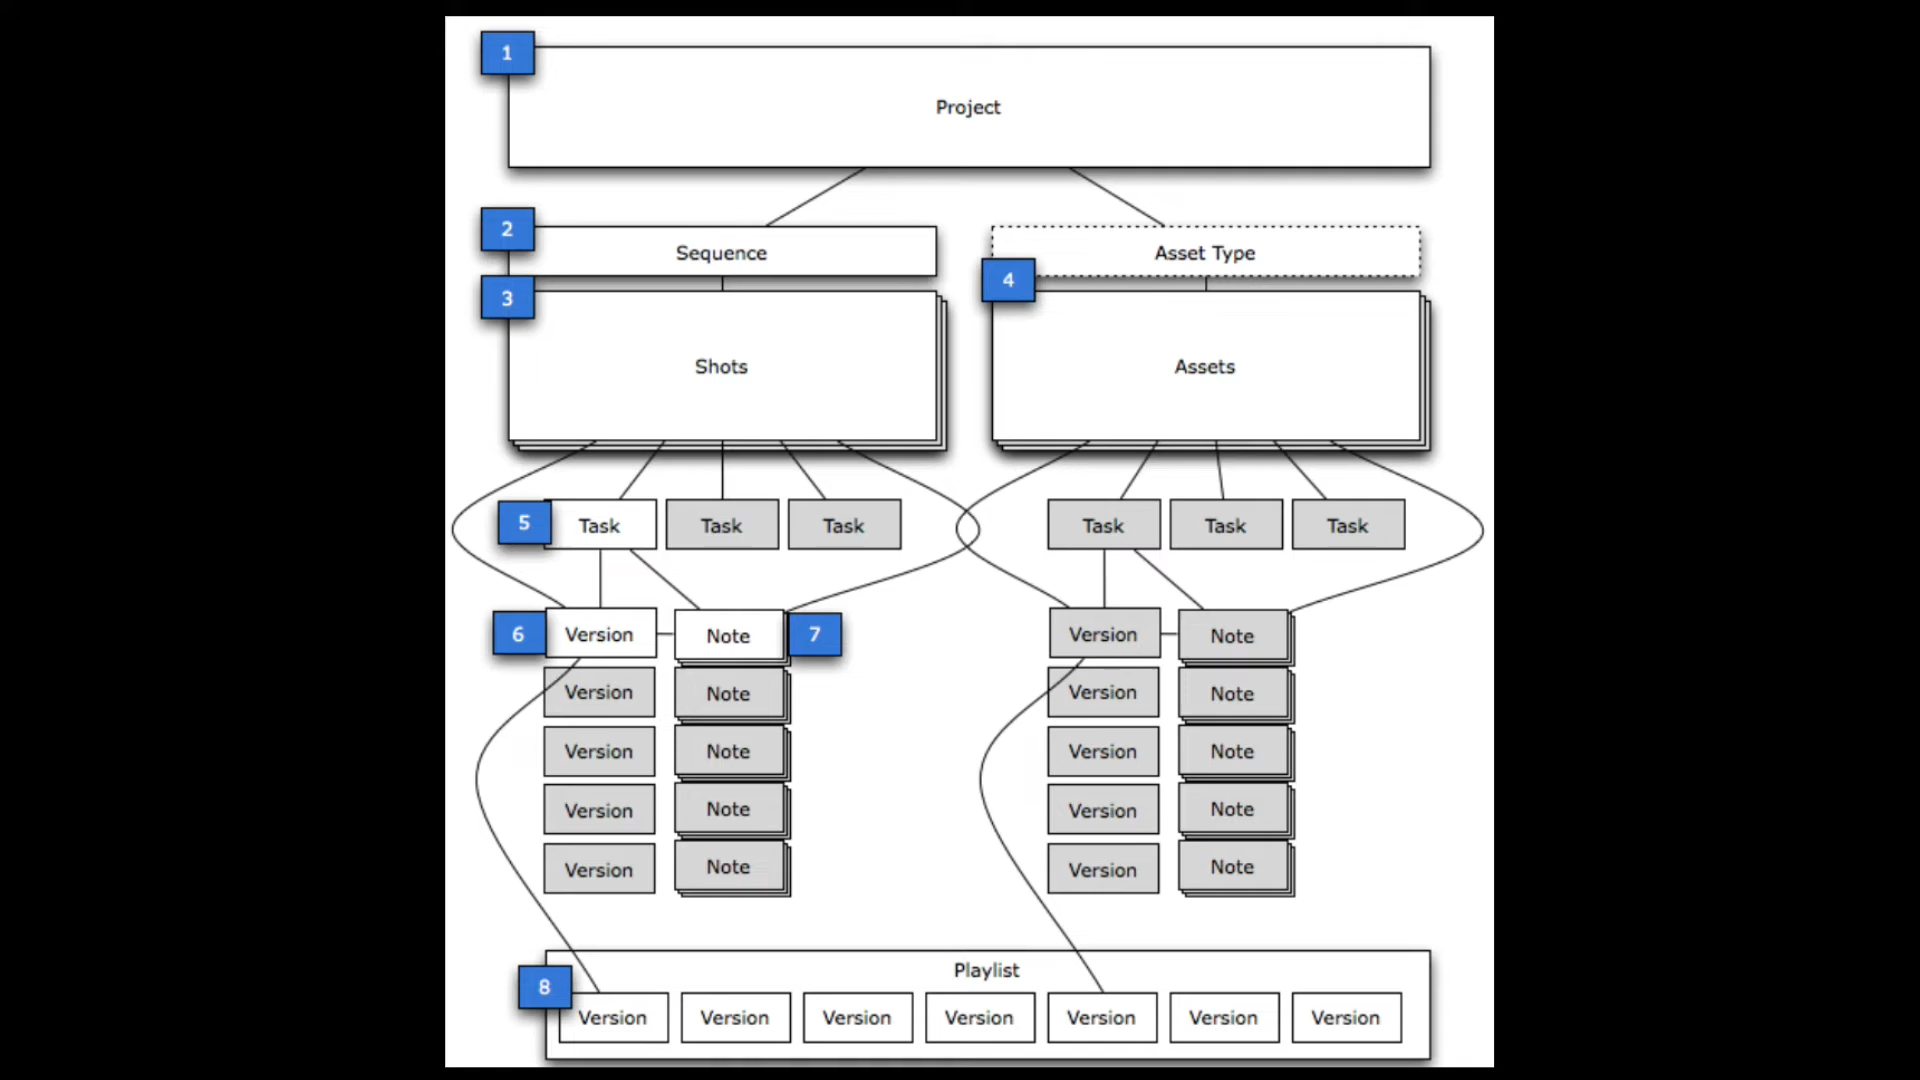 1
Project
2
Sequence
Asset Type
3
4
Shots
Assets
5
Task
Task
Task
Task
Task
Task
6
Version
Note
7
Version
Note
Version
Note
Version
Note
Version
Note
Version
Note
Version
Note
Version
Note
Version
Note
Version
Note
Playlist
8
Version
Version
Version
Version
Version
Version
Version